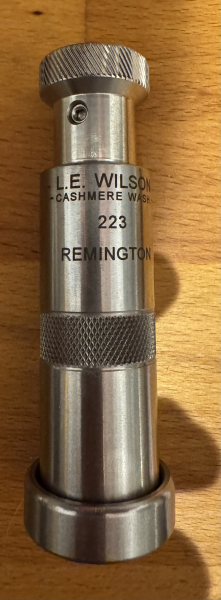 - L.E. WILSON
-CASHMERE WASH
223
REMINGTON